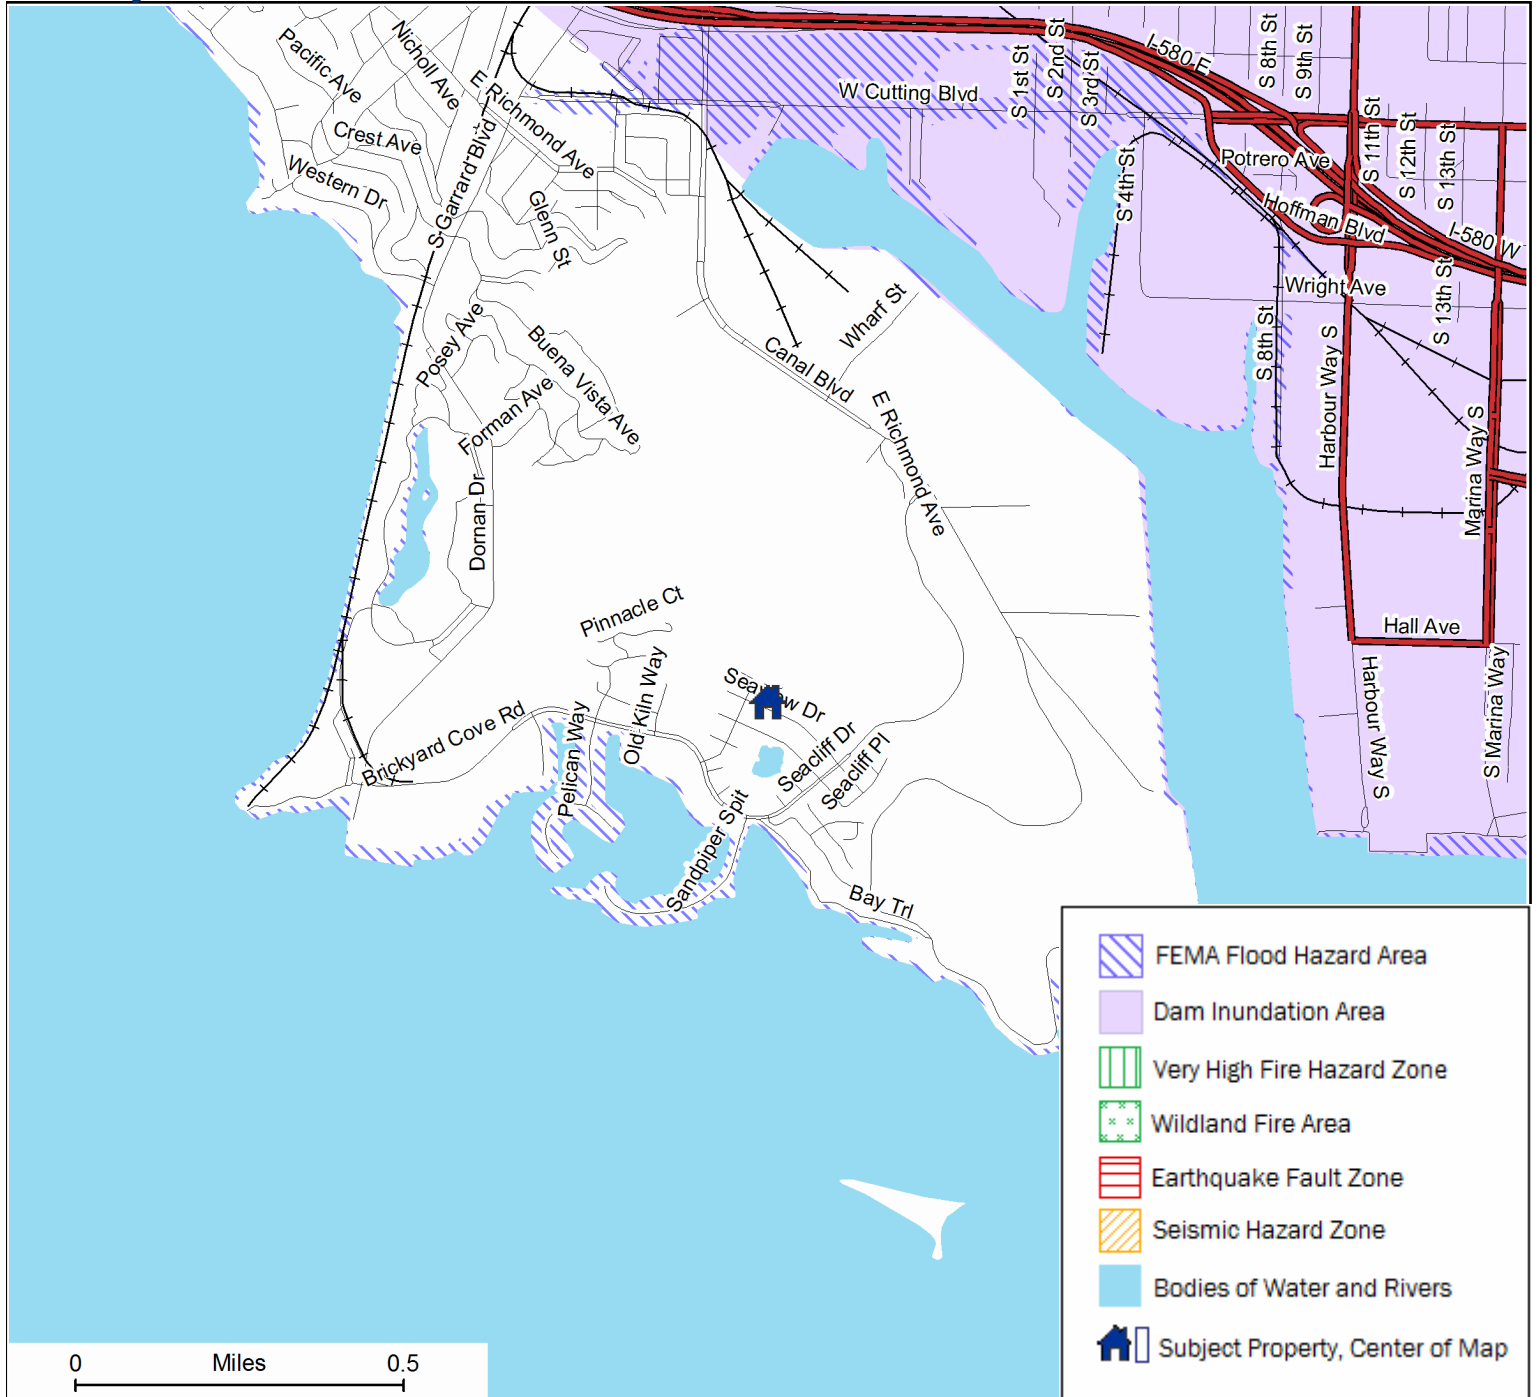 Pacific Ave
Nicholl Ave
E Richmond Ave
Crest Ave
Western Dr
S Garrard Blvd
Glenn St
W Cutting Blvd
S 1st St
S 2nd St
S 3rd St
S 4th St
I-580 E
S 8th St
S 9th St
S 11th St
S 12th St
S 13th St
Potrero Ave
Hoffman Blvd
I-580 W
Wright Ave
S 13th St
S 8th St
Harbour Way S
Marina Way S
Wharf St
Canal Blvd
E Richmond Ave
Posey Ave
Buena Vista Ave
Forman Ave
Dornan Dr
Hall Ave
Harbour Way S
S Marina Way
Pinnacle Ct
Old Kiln Way
Pelican Way
Brickyard Cove Rd
Dr
Seacliff Dr
Seacliff Pl
Sandpiper Spit
Bay Trl
FEMA Flood Hazard Area
Dam Inundation Area
Very High Fire Hazard Zone
Wildland Fire Area
Earthquake Fault Zone
Seismic Hazard Zone
Bodies of Water and Rivers
Subject Property, Center of Map
0 Miles 0.5